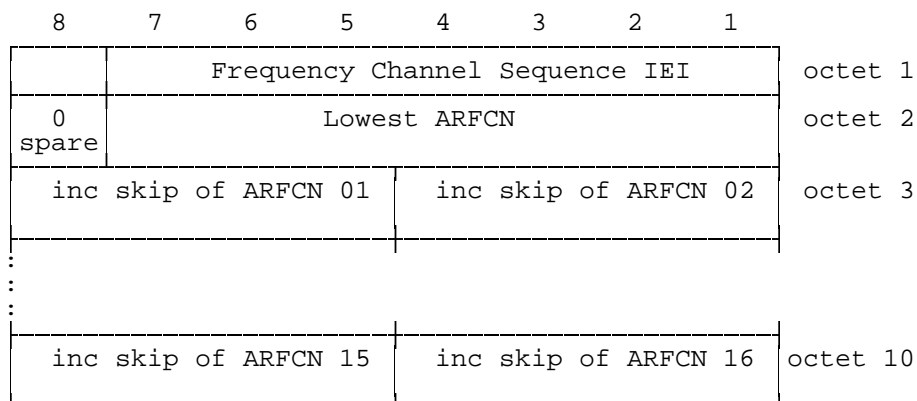 8 7 6 5 4 3 2 1
Frequency Channel Sequence IEI octet 1
0 Lowest ARFCN octet 2
spare
inc skip of ARFCN 01 inc skip of ARFCN 02 octet 3
:
:
:
inc skip of ARFCN 15 inc skip of ARFCN 16 octet 10